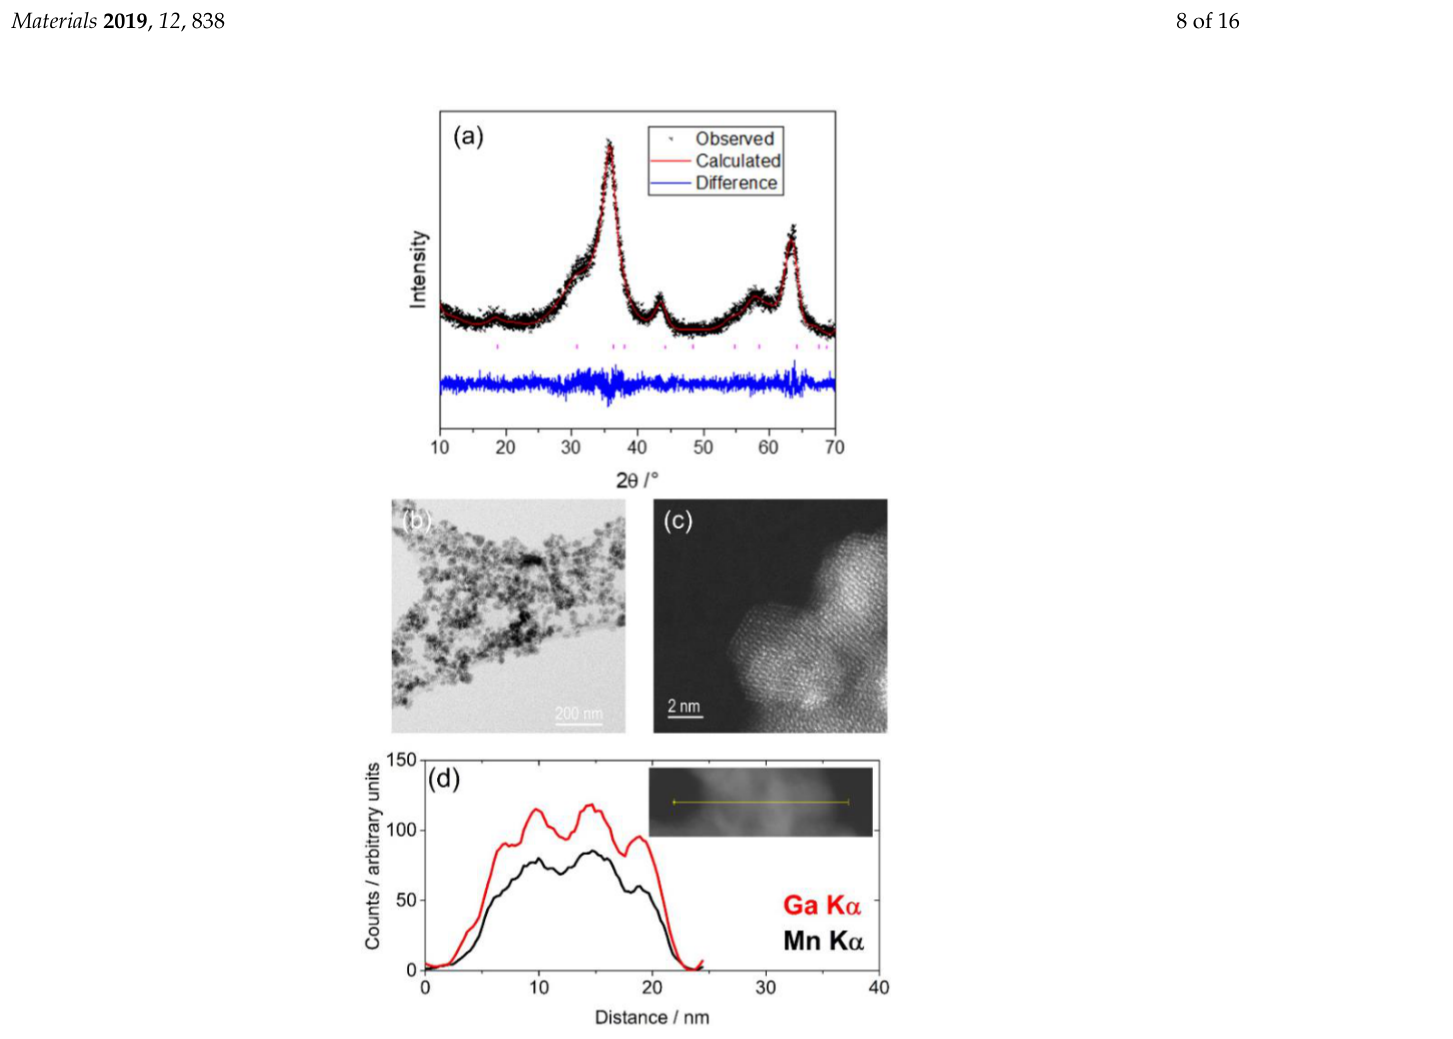 Materials 2019, 12, 838
8 of 16
(a)
Observed
Calculated
Difference
Intensity
10 20 30 40 50 60 70
2θ /°
(b)
200 nm
(c)
2 nm
(d)
150
100
50
0
Counts / arbitrary units
Ga Kα
Mn Kα
0 10 20 30 40
Distance / nm